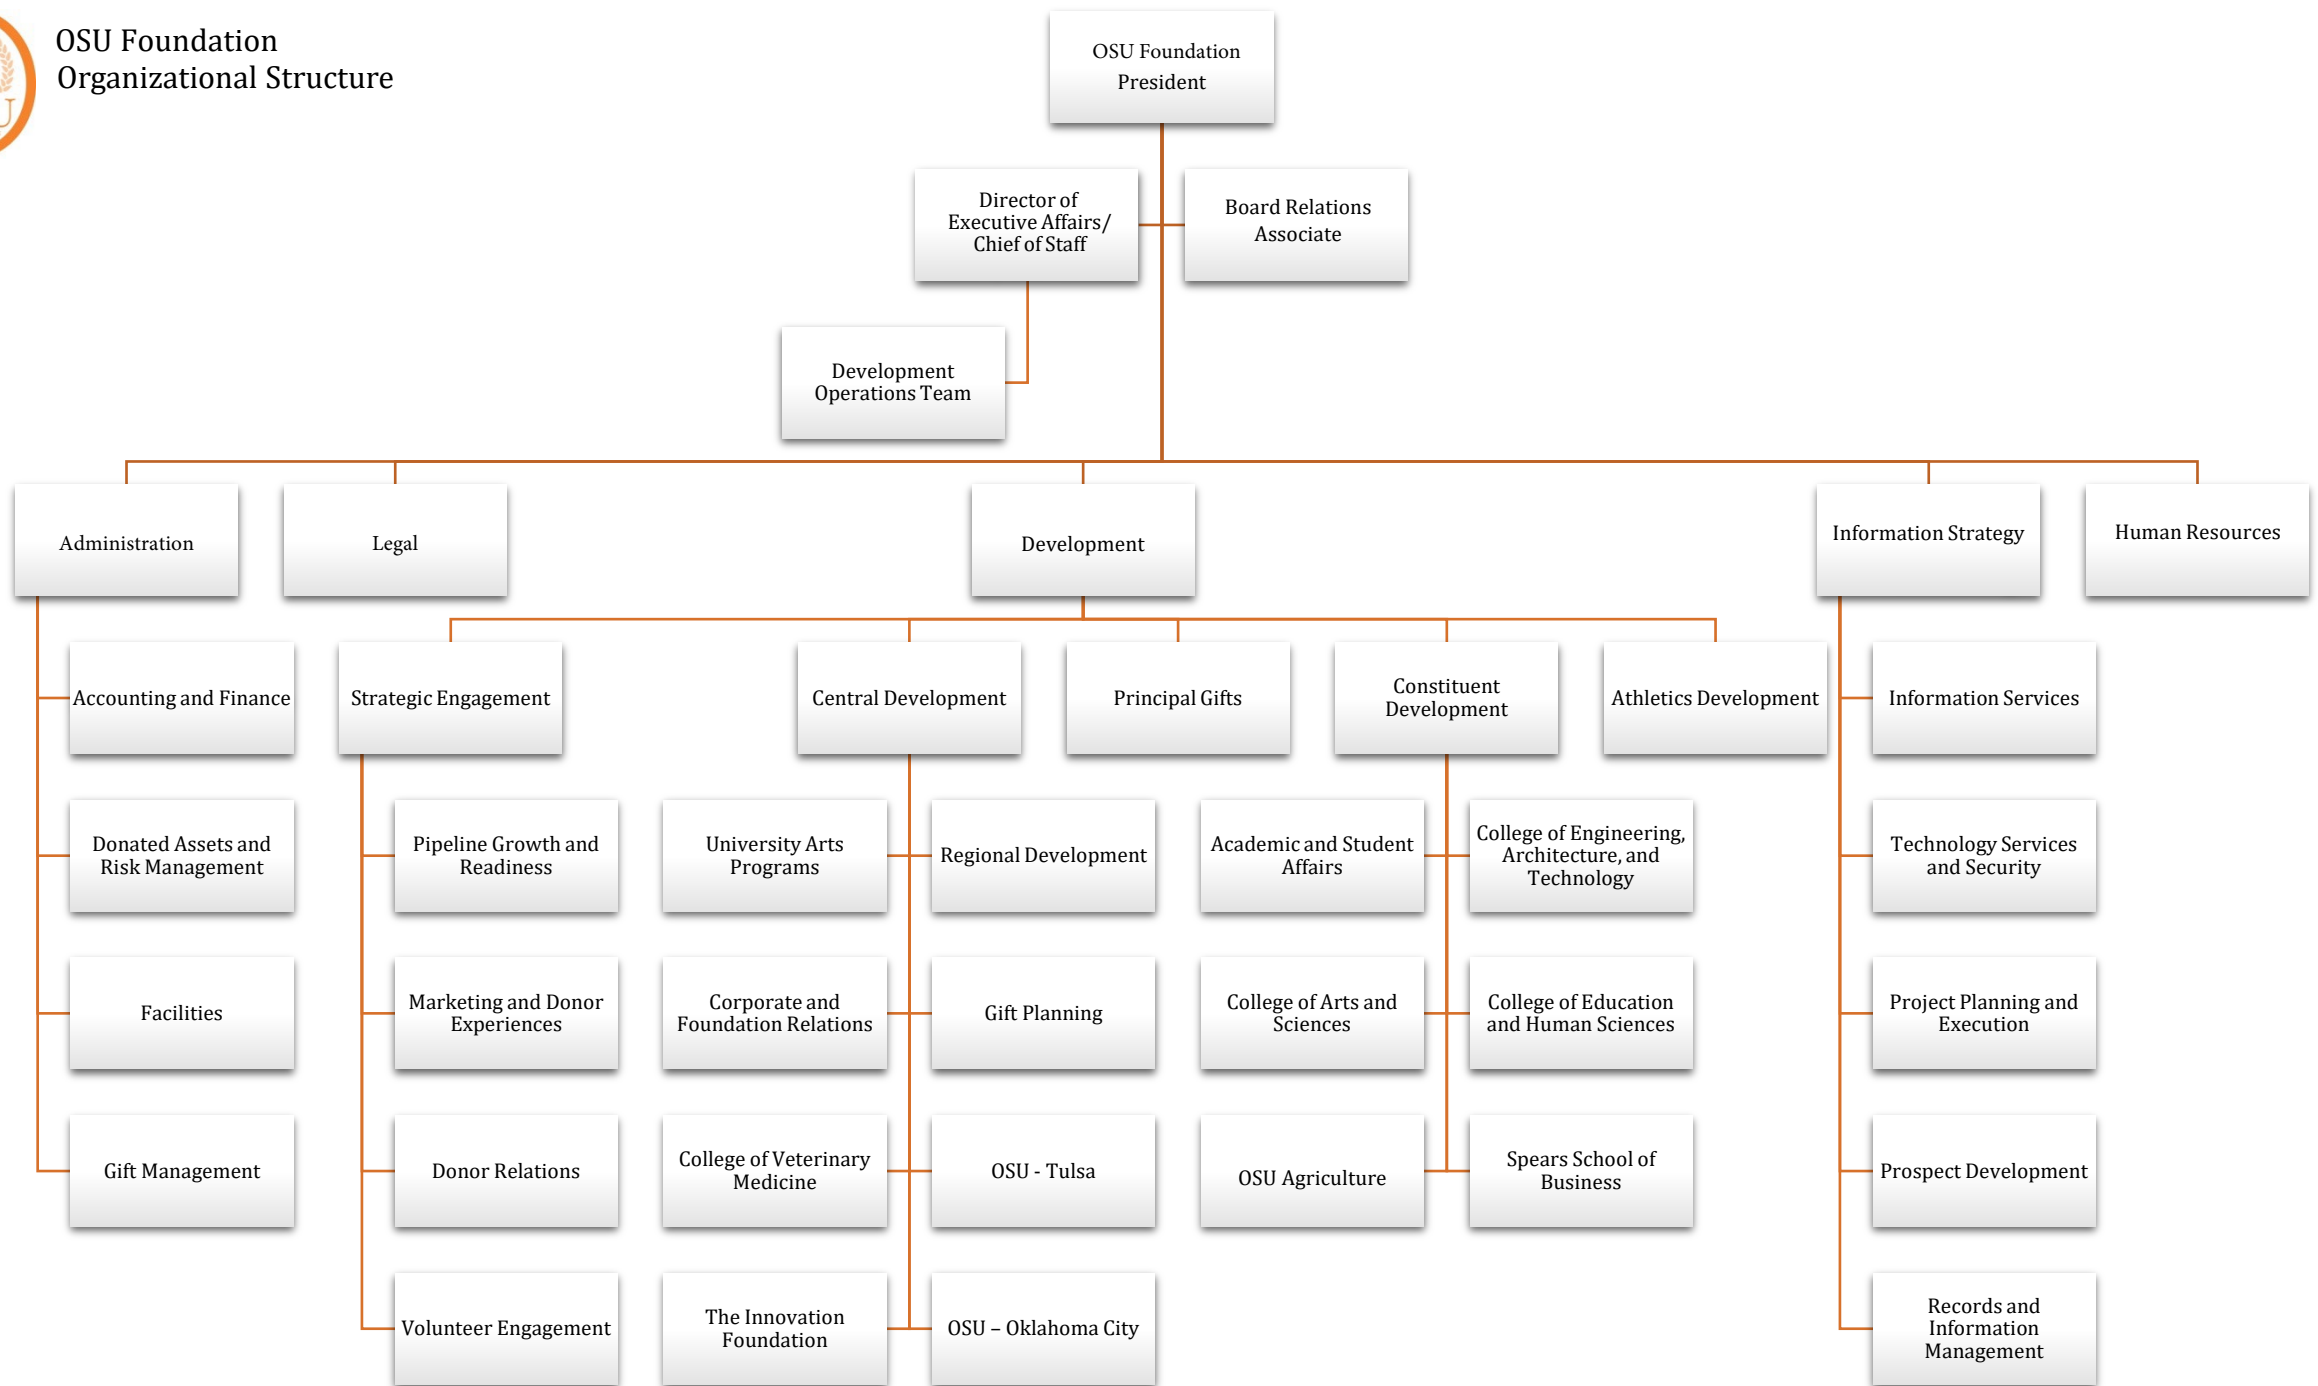 OSU Foundation
Organizational Structure
OSU Foundation
President
Director of
Executive Affairs/
Chief of Staff
Board Relations
Associate
Development
Operations Team
Administration
Legal
Development
Information Strategy
Human Resources
Accounting and Finance
Strategic Engagement
Central Development
Principal Gifts
Constituent
Development
Athletics Development
Information Services
Donated Assets and
Risk Management
Pipeline Growth and
Readiness
University Arts
Programs
Regional Development
Academic and Student
Affairs
College of Engineering,
Architecture, and
Technology
Technology Services
and Security
Facilities
Marketing and Donor
Experiences
Corporate and
Foundation Relations
Gift Planning
College of Arts and
Sciences
College of Education
and Human Sciences
Project Planning and
Execution
Gift Management
Donor Relations
College of Veterinary
Medicine
OSU - Tulsa
OSU Agriculture
Spears School of
Business
Prospect Development
Volunteer Engagement
The Innovation
Foundation
OSU – Oklahoma City
Records and
Information
Management